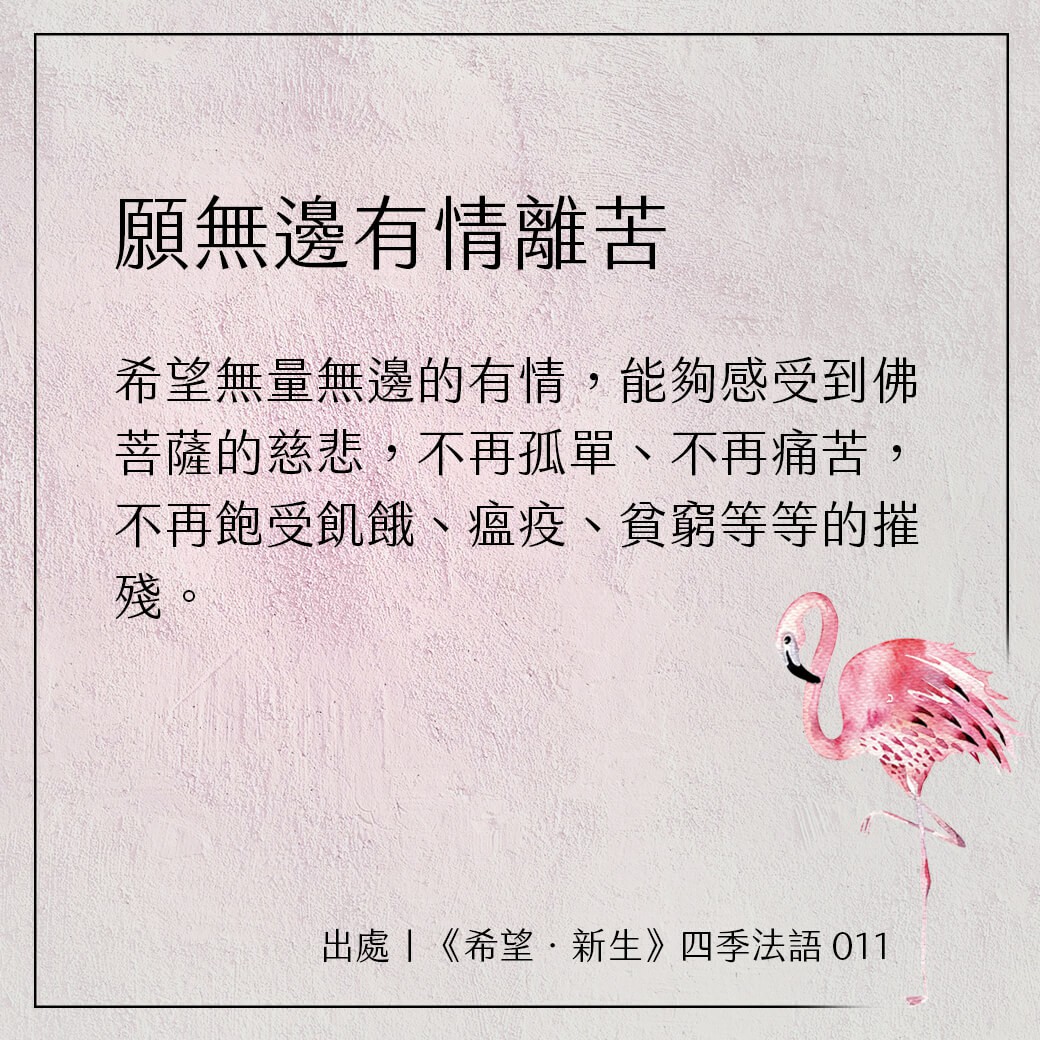 願無邊有情離苦
希望無量無邊的有情，能夠感受到佛
菩薩的慈悲，不再孤單、不再痛苦，
不再飽受飢餓、瘟疫、貧窮等等的摧
殘。
出處丨《希望．新生》四季法語 011